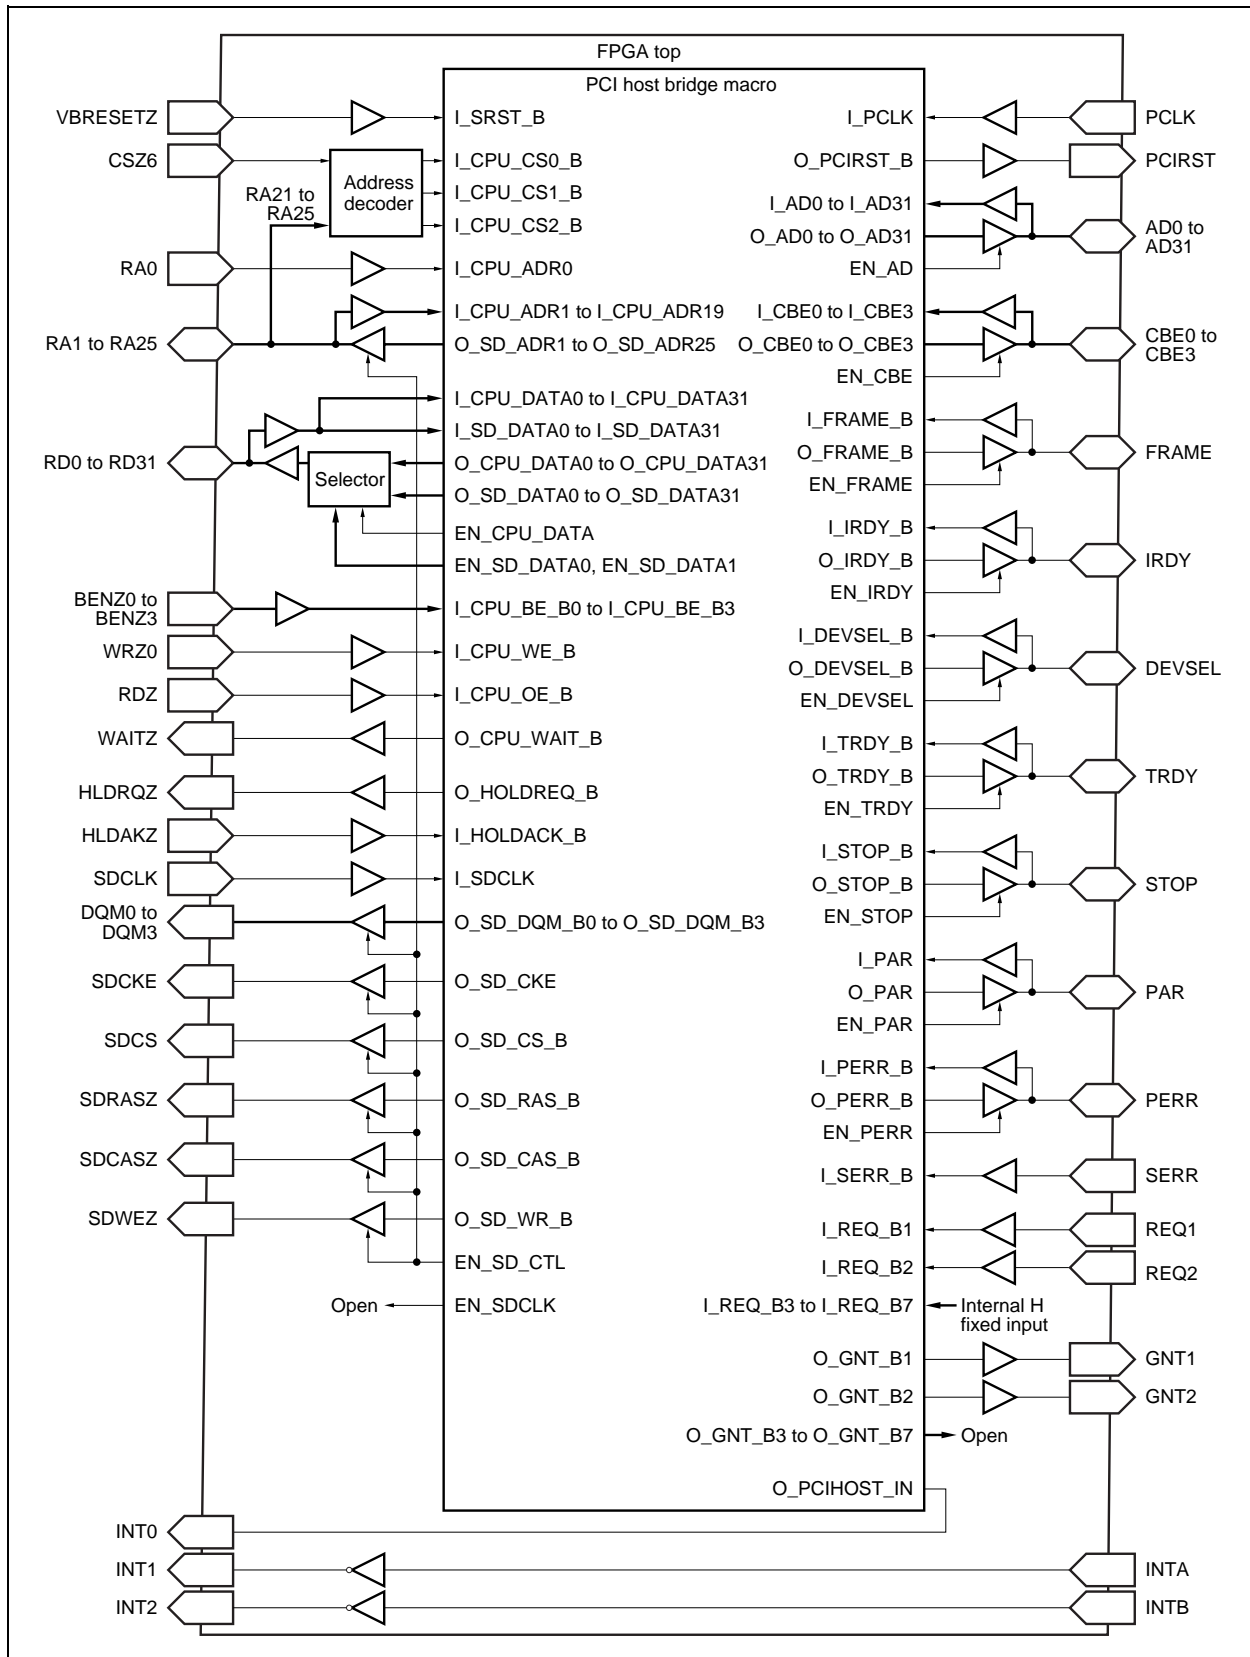 FPGA top
PCI host bridge macro
VBRESETZ
I_SRST_B
I_PCLK
PCLK
CSZ6
Address
decoder
I_CPU_CS0_B
O_PCIRST_B
PCIRST
RA21 to
RA25
I_CPU_CS1_B
I_CPU_CS2_B
I_AD0 to I_AD31
O_AD0 to O_AD31
AD0 to
AD31
RA0
I_CPU_ADR0
EN_AD
I_CPU_ADR1 to I_CPU_ADR19
I_CBE0 to I_CBE3
RA1 to RA25
O_SD_ADR1 to O_SD_ADR25
O_CBE0 to O_CBE3
CBE0 to
CBE3
EN_CBE
I_CPU_DATA0 to I_CPU_DATA31
I_FRAME_B
I_SD_DATA0 to I_SD_DATA31
O_FRAME_B
FRAME
RD0 to RD31
Selector
O_CPU_DATA0 to O_CPU_DATA31
EN_FRAME
O_SD_DATA0 to O_SD_DATA31
EN_CPU_DATA
I_IRDY_B
EN_SD_DATA0, EN_SD_DATA1
O_IRDY_B
IRDY
EN_IRDY
BENZ0 to
BENZ3
I_CPU_BE_B0 to I_CPU_BE_B3
I_DEVSEL_B
WRZ0
I_CPU_WE_B
O_DEVSEL_B
DEVSEL
RDZ
I_CPU_OE_B
EN_DEVSEL
WAITZ
O_CPU_WAIT_B
I_TRDY_B
O_TRDY_B
TRDY
HLDRQZ
O_HOLDREQ_B
EN_TRDY
HLDAKZ
I_HOLDACK_B
I_STOP_B
SDCLK
I_SDCLK
O_STOP_B
STOP
DQM0 to
DQM3
O_SD_DQM_B0 to O_SD_DQM_B3
EN_STOP
I_PAR
SDCKE
O_SD_CKE
O_PAR
PAR
EN_PAR
SDCS
O_SD_CS_B
I_PERR_B
SDRASZ
O_SD_RAS_B
O_PERR_B
PERR
EN_PERR
SDCASZ
O_SD_CAS_B
I_SERR_B
SERR
SDWEZ
O_SD_WR_B
I_REQ_B1
REQ1
EN_SD_CTL
I_REQ_B2
REQ2
Open
EN_SDCLK
I_REQ_B3 to I_REQ_B7
Internal H
fixed input
O_GNT_B1
GNT1
O_GNT_B2
GNT2
O_GNT_B3 to O_GNT_B7
Open
O_PCIHOST_IN
INT0
INT1
INTA
INT2
INTB